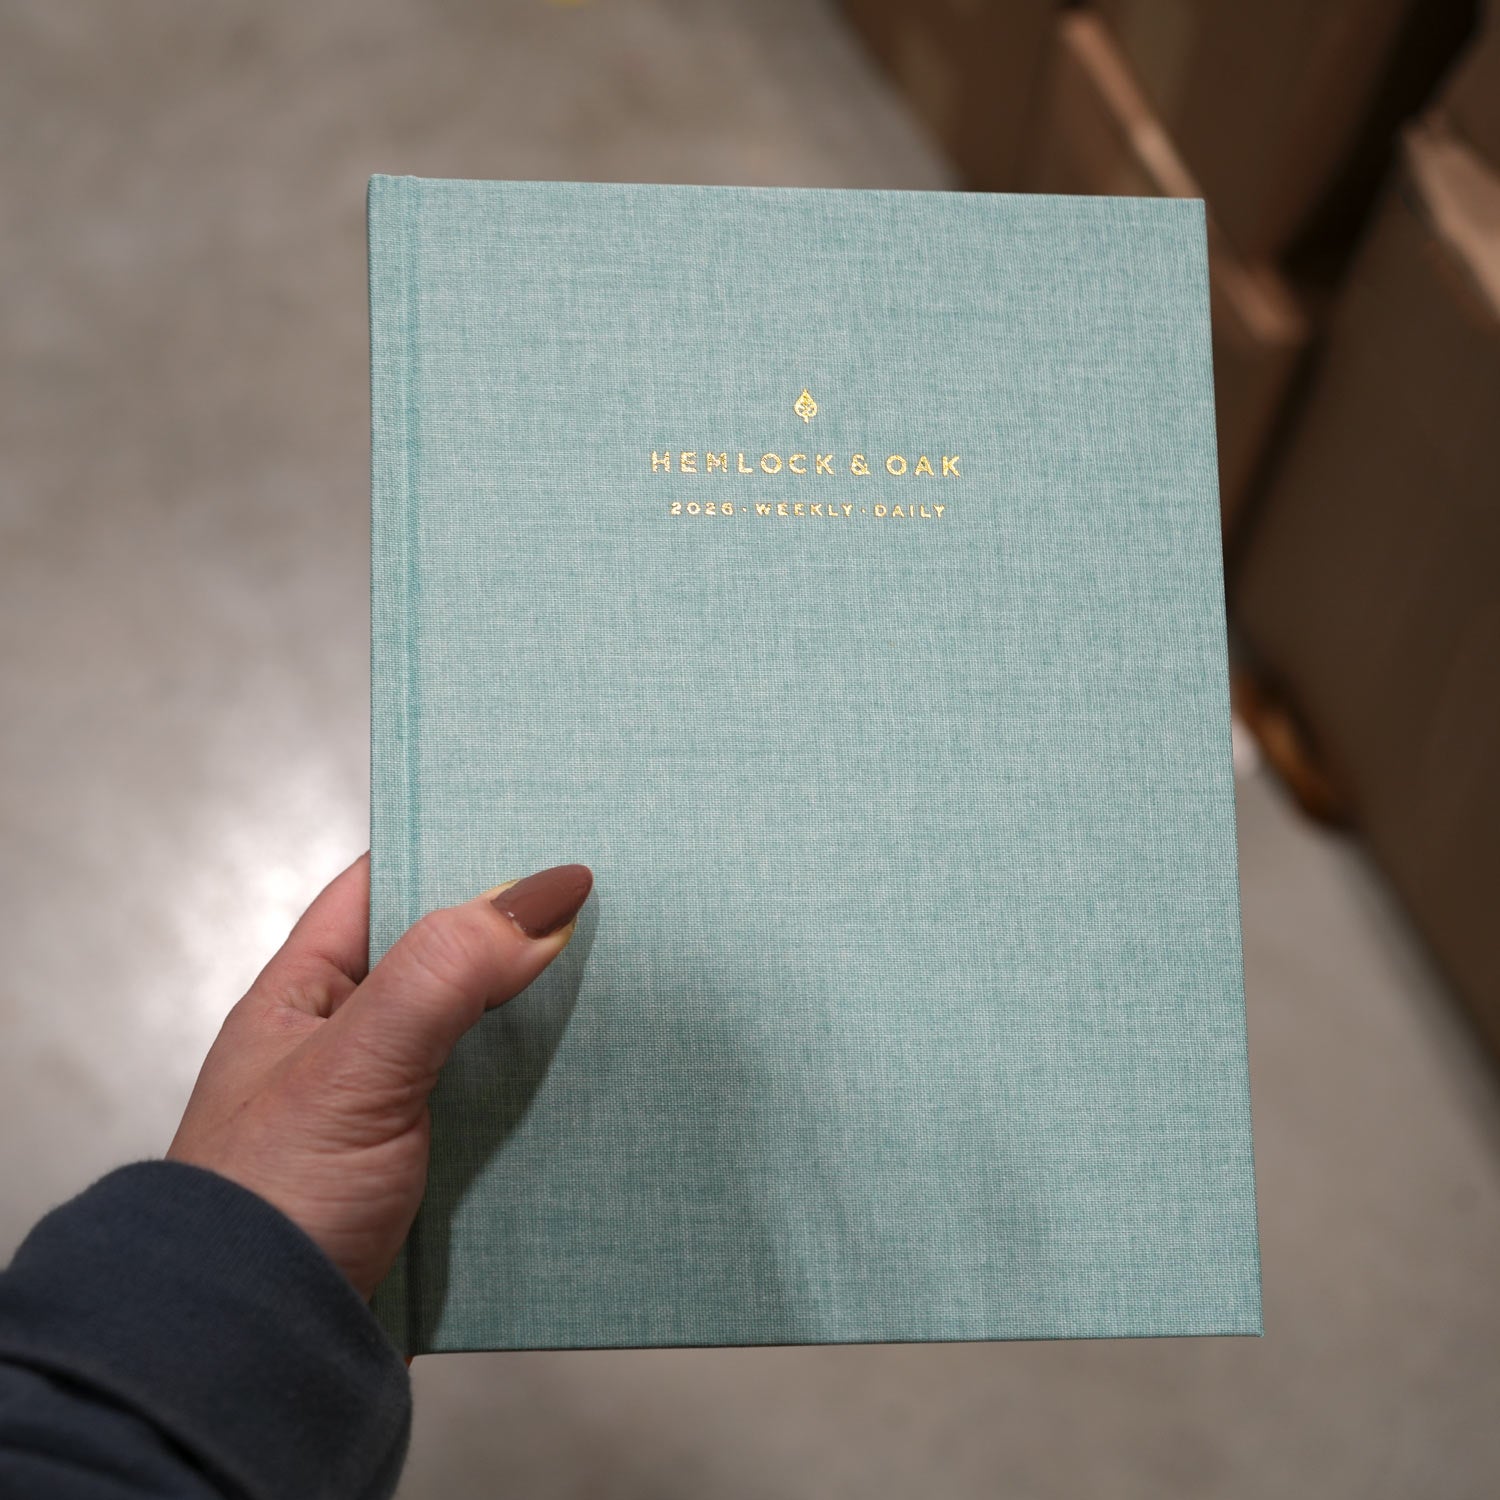 HEMLOCK & OAK
2026 · WEEKLY · DAILY